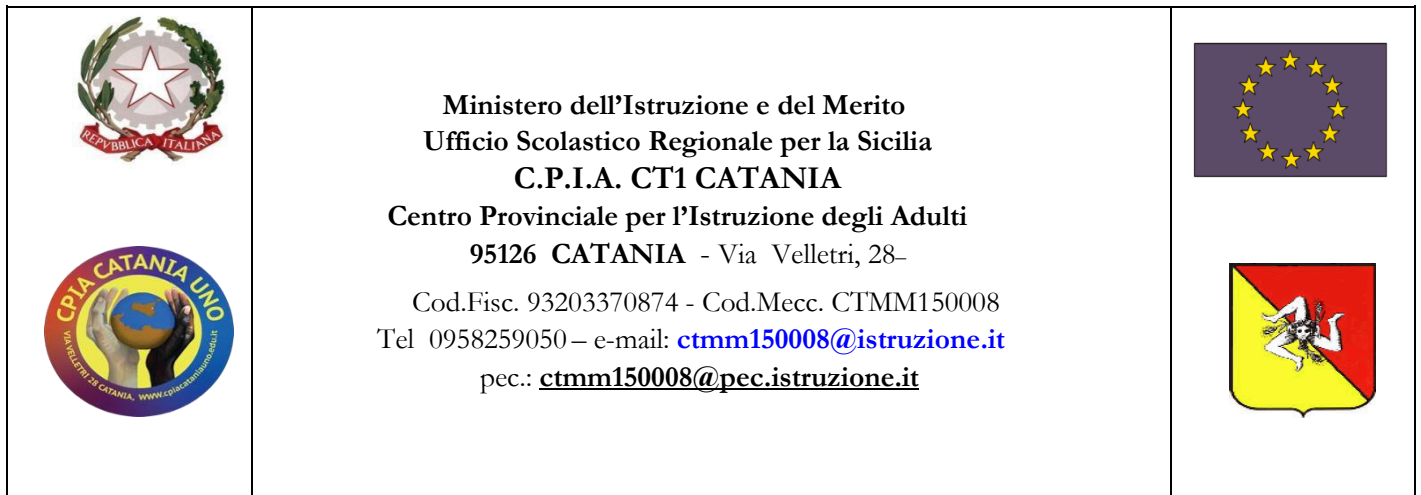 REPVBBLICA ITALIANA
CPIA CATANIA UNO
VIA VELLETRI 28 CATANIA, www.cpiacataniauno.edu.it
Ministero dell’Istruzione e del Merito
Ufficio Scolastico Regionale per la Sicilia
C.P.I.A. CT1 CATANIA
Centro Provinciale per l’Istruzione degli Adulti
95126 CATANIA - Via Velletri, 28–
Cod.Fisc. 93203370874 - Cod.Mecc. CTMM150008
Tel 0958259050 – e-mail: ctmm150008@istruzione.it
pec.: ctmm150008@pec.istruzione.it